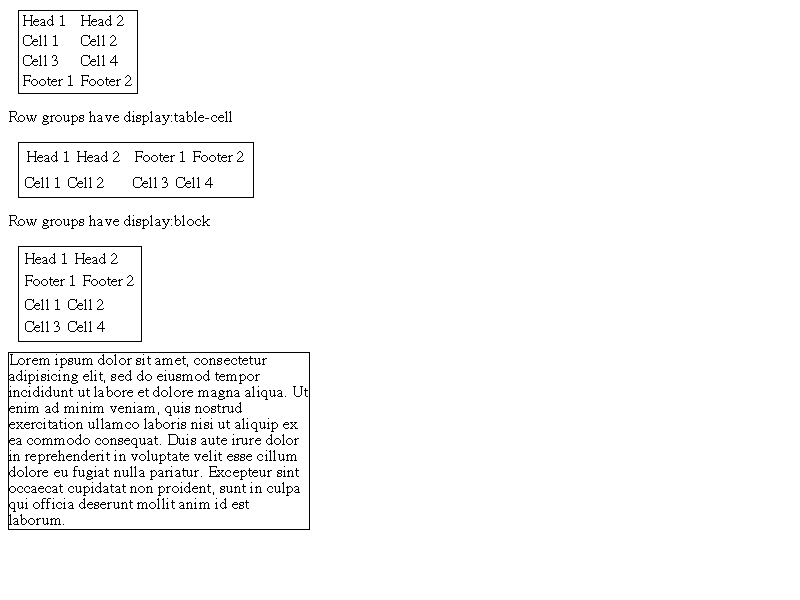 Head 1 Head 2
Cell 1 Cell 2
Cell 3 Cell 4
Footer 1 Footer 2
Row groups have display:table-cell
Head 1 Head 2 Footer 1 Footer 2
Cell 1 Cell 2 Cell 3 Cell 4
Row groups have display:block
Head 1 Head 2
Footer 1 Footer 2
Cell 1 Cell 2
Cell 3 Cell 4
Lorem ipsum dolor sit amet, consectetur
adipisicing elit, sed do eiusmod tempor
incididunt ut labore et dolore magna aliqua. Ut
enim ad minim veniam, quis nostrud
exercitation ullamco laboris nisi ut aliquip ex
ea commodo consequat. Duis aute irure dolor
in reprehenderit in voluptate velit esse cillum
dolore eu fugiat nulla pariatur. Excepteur sint
occaecat cupidatat non proident, sunt in culpa
qui officia deserunt mollit anim id est
laborum.